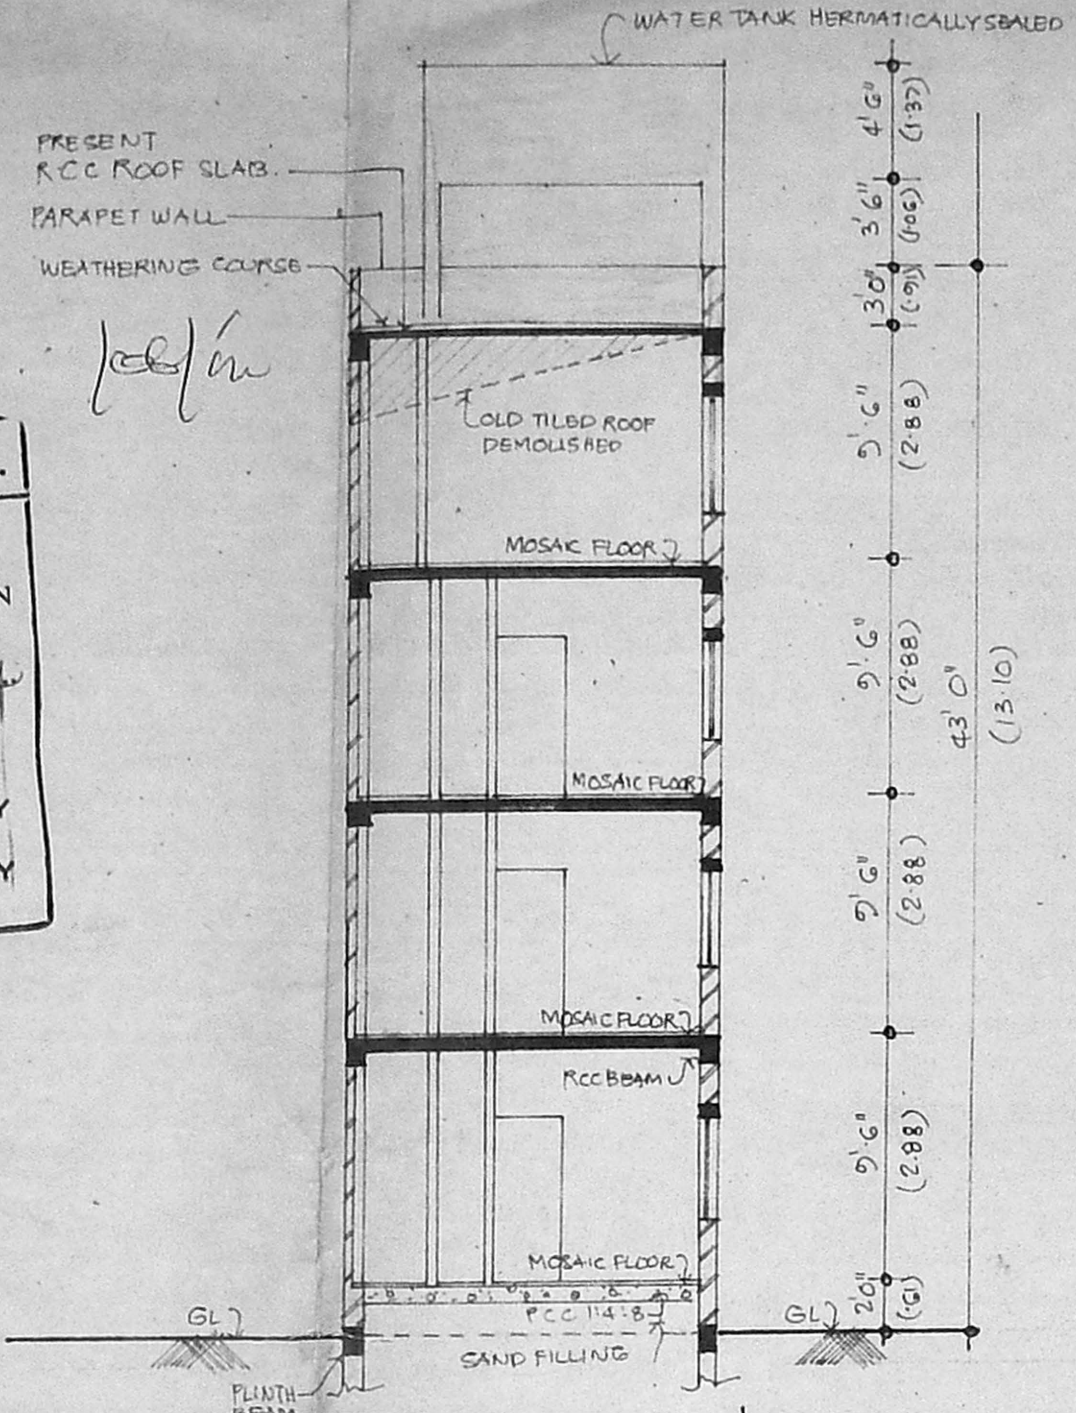 WATER TANK HERMATICALLY SEALED
PRESENT
RCC ROOF SLAB.
PARAPET WALL
WEATHERING COURSE
OLD TILED ROOF
DEMOLISHED
MOSAIC FLOOR
MOSAIC FLOOR
MOSAIC FLOOR
RCC BEAM
MOSAIC FLOOR
PCC 1:4:8
SAND FILLING
GL
GL
PLINTH
BEAM
4'6"
(1.37)
3'6"
(1.06)
3'0"
(.91)
9'.6"
(2.88)
9'.6"
(2.88)
9'6"
(2.88)
9'.6"
(2.88)
2'0"
(.61)
43'0"
(13.10)